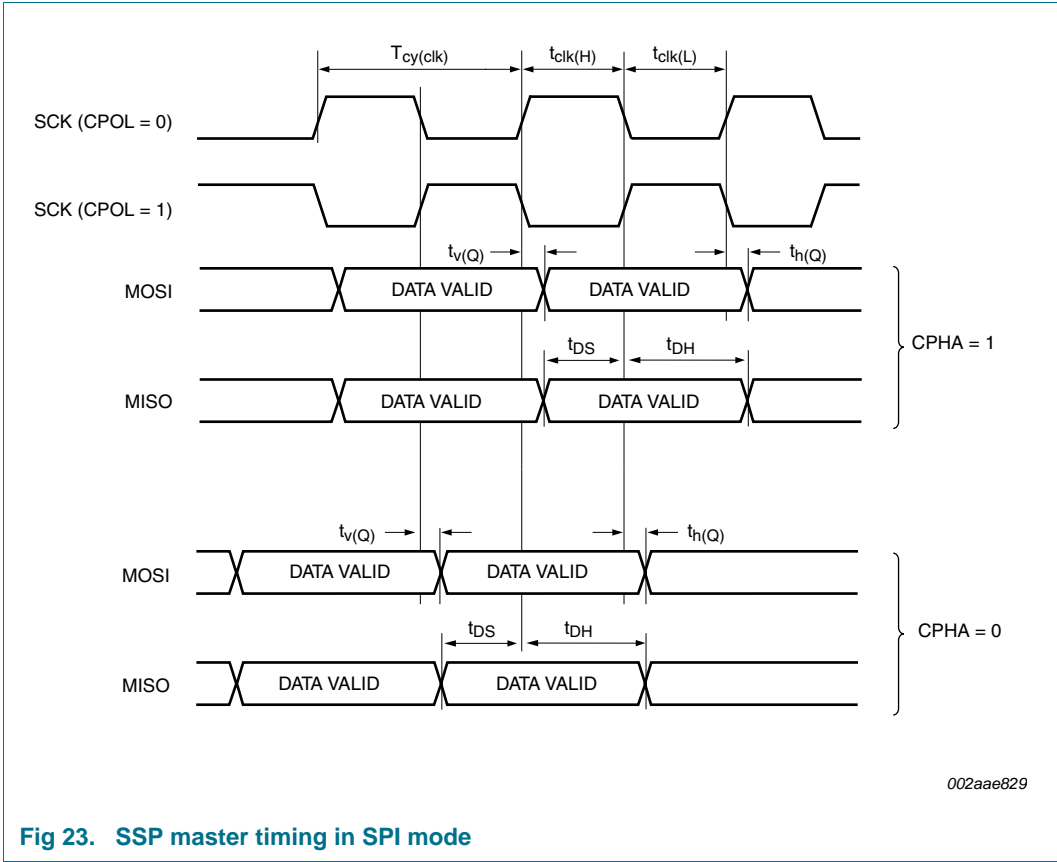 Tcy(clk) tclk(H) tclk(L)
SCK (CPOL = 0)
SCK (CPOL = 1)
tv(Q) th(Q)
MOSI DATA VALID DATA VALID
CPHA = 1
tDS tDH
MISO DATA VALID DATA VALID
tv(Q) th(Q)
MOSI DATA VALID DATA VALID
CPHA = 0
tDS tDH
MISO DATA VALID DATA VALID
002aae829
Fig 23. SSP master timing in SPI mode